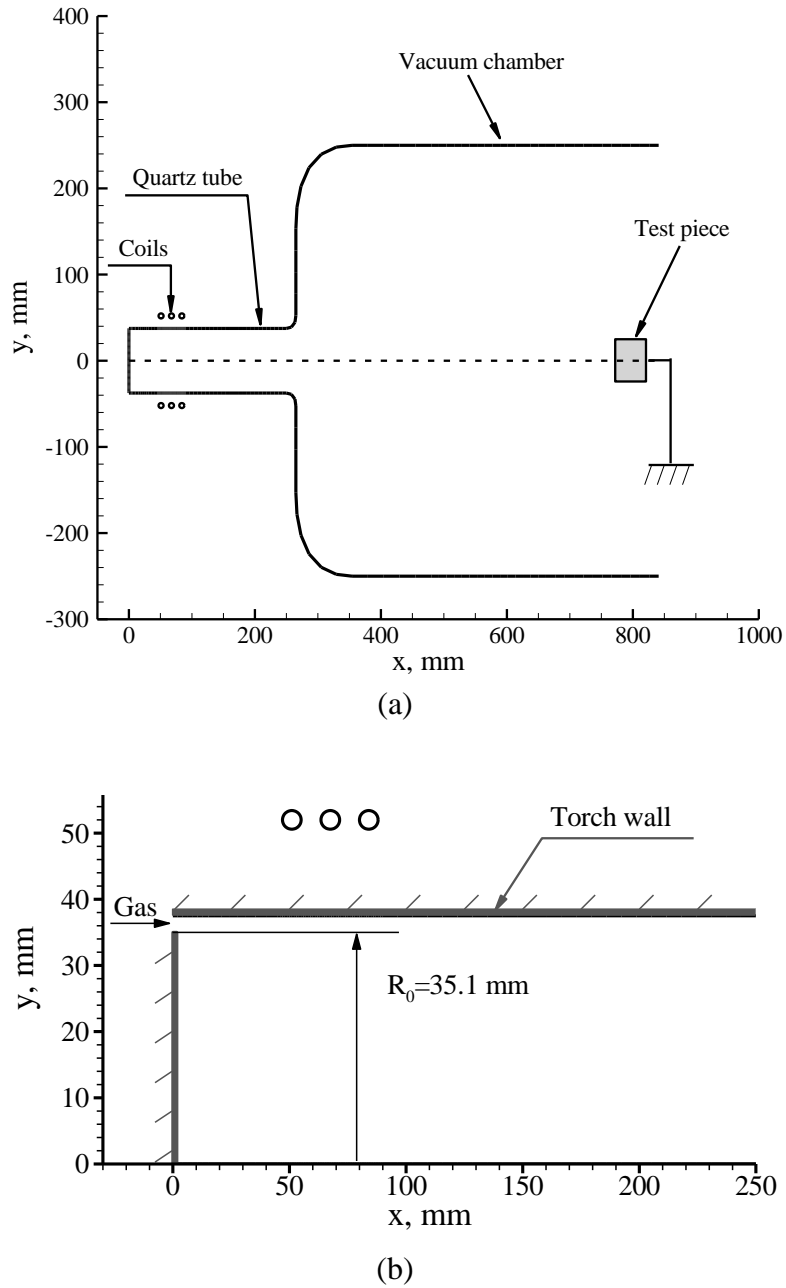 400
Vacuum chamber
300
Quartz tube
200
Test piece
Coils
100
y, mm
0
-100
-200
-300
0 200 400 600 800 1000
x, mm
(a)
50
Torch wall
40
Gas
30
R₀=35.1 mm
y, mm
20
10
0
0 50 100 150 200 250
x, mm
(b)